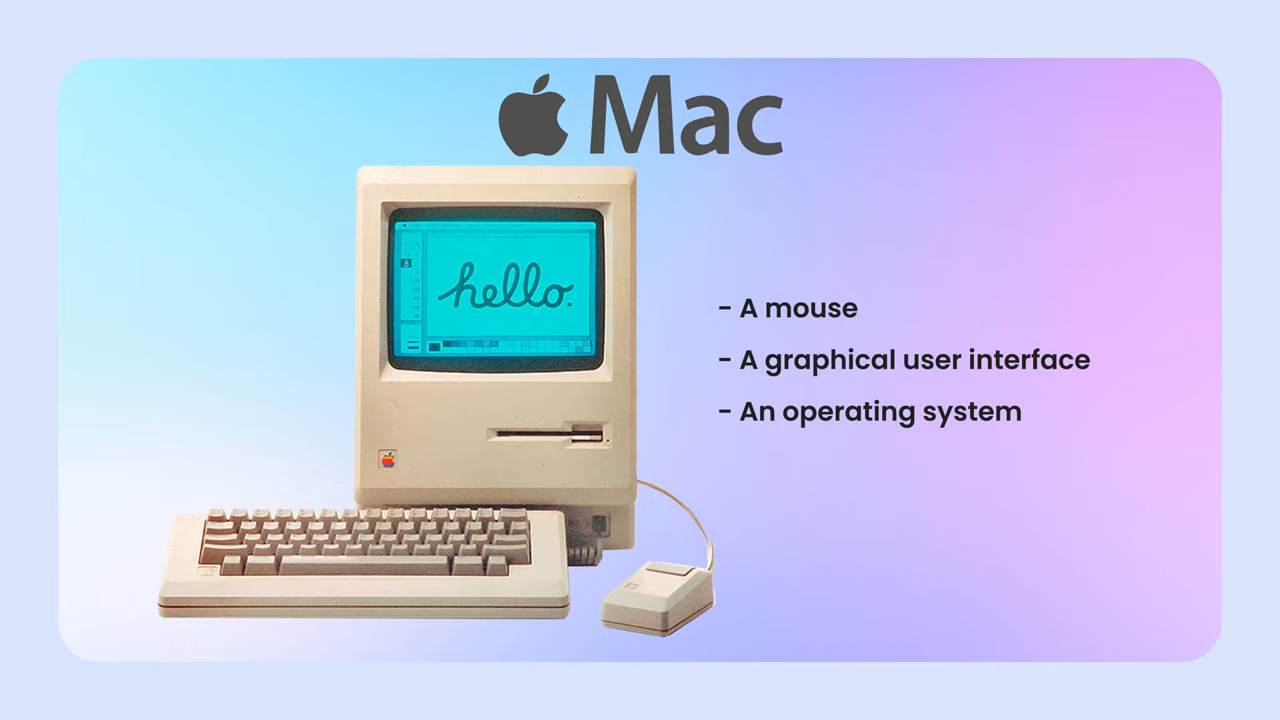 Mac
hello.
- A mouse
- A graphical user interface
- An operating system